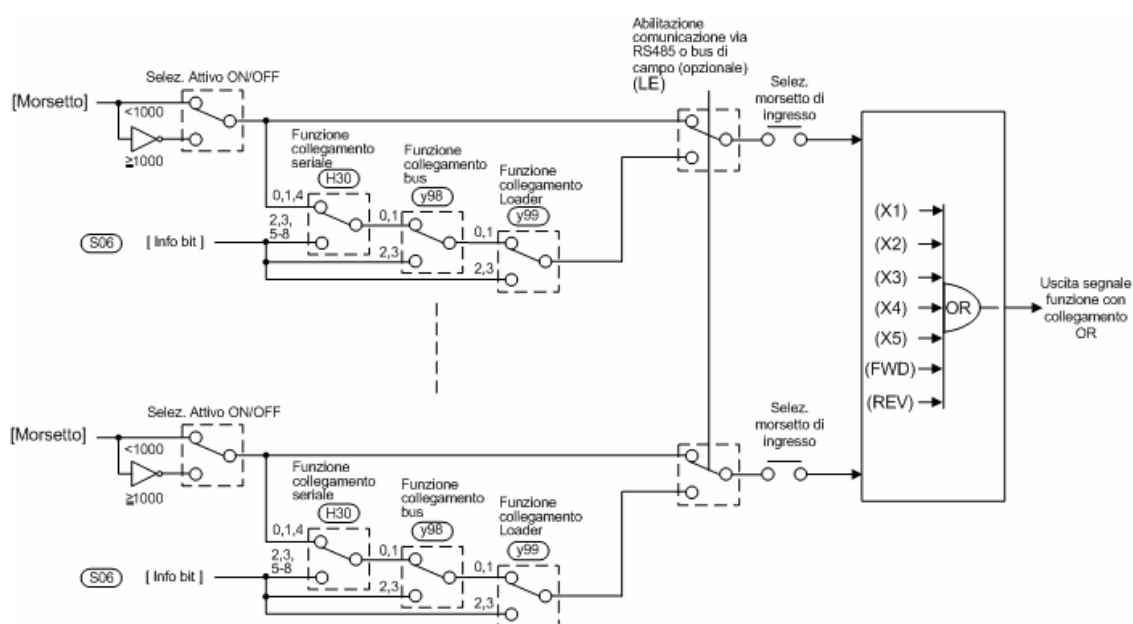 Abilitazione
comunicazione via
RS485 o bus di
campo (opzionale)
(LE)
Selez. Attivo ON/OFF
Selez.
morsetto di
ingresso
[Morsetto]
<1000
≧1000
Funzione
collegamento
seriale
H30
Funzione
collegamento
bus
y98
Funzione
collegamento
Loader
y99
0,1,4
2,3,
5-8
0,1
0,1
2,3
2,3
S06
[ Info bit ]
(X1)
(X2)
(X3)
(X4)
(X5)
(FWD)
(REV)
OR
Uscita segnale
funzione con
collegamento
OR
Selez. Attivo ON/OFF
Selez.
morsetto di
ingresso
[Morsetto]
<1000
≧1000
Funzione
collegamento
seriale
H30
Funzione
collegamento
bus
y98
Funzione
collegamento
Loader
y99
0,1,4
2,3,
5-8
0,1
0,1
2,3
2,3
S06
[ Info bit ]